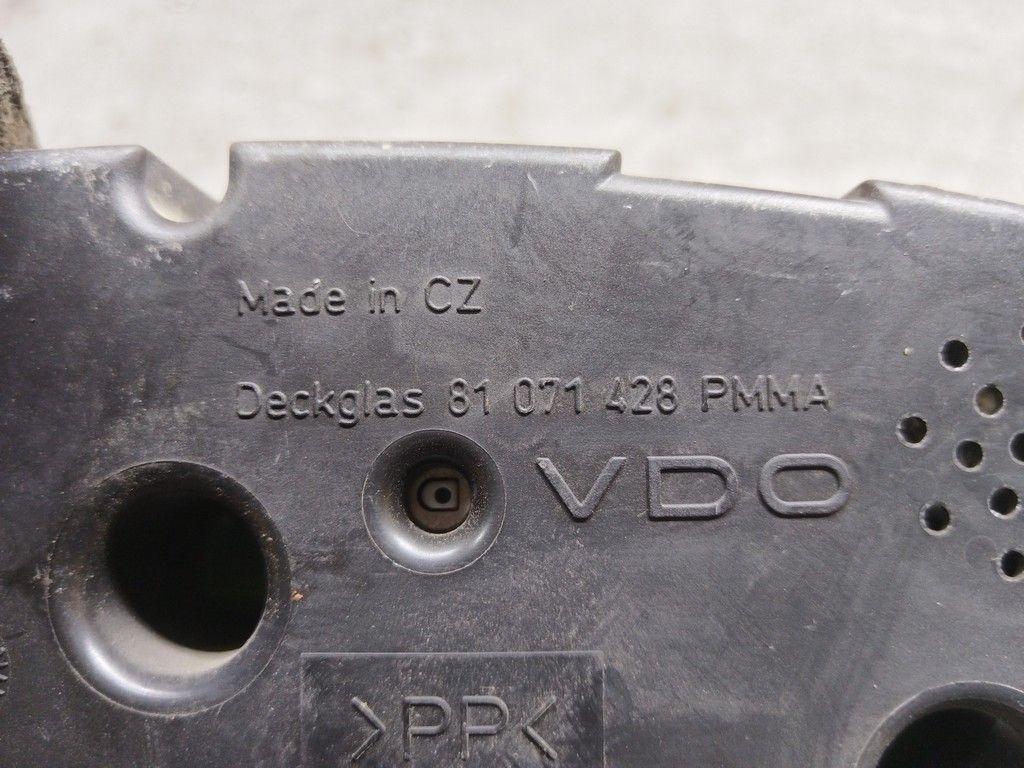 Made in CZ
Deckglas 81 071 428 PMMA
VDO
>PP<